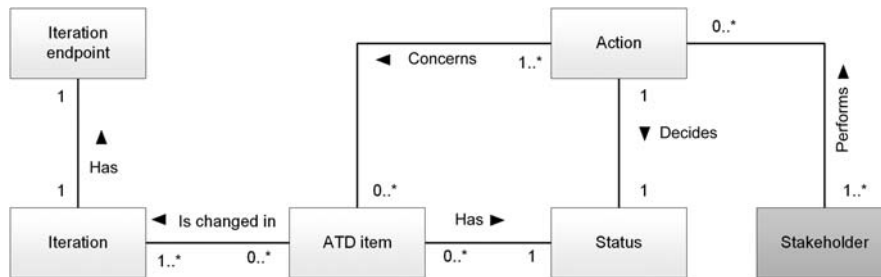 Iteration
endpoint
Action
0..*
Concerns
1..*
1
1
Decides
Performs
Has
1
0..*
1
1..*
Is changed in
Has
Iteration
ATD item
Status
Stakeholder
1..*
0..*
0..*
1